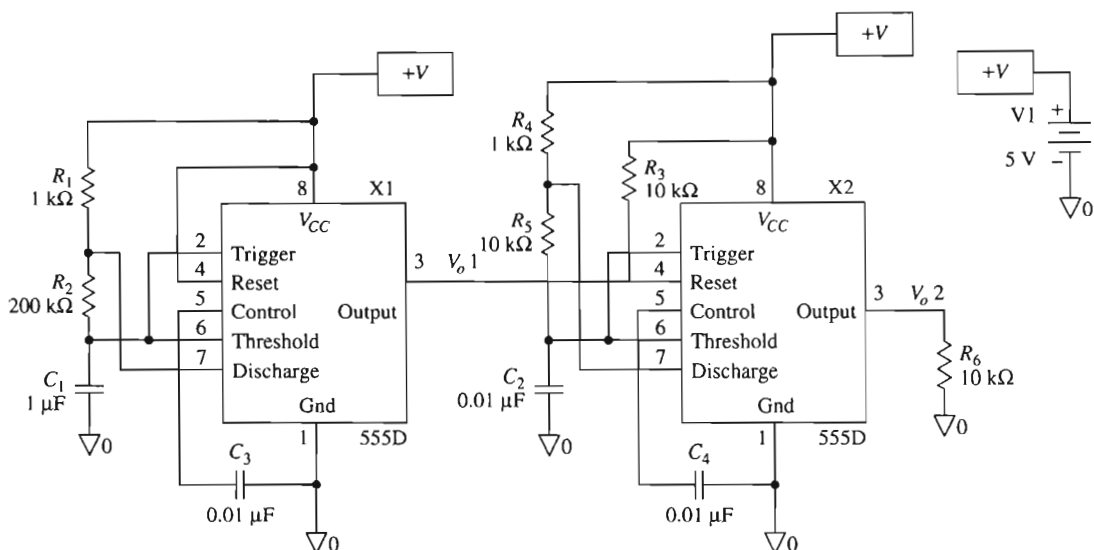 +V
+V
+V
V1
+
5 V
−
0
R1
1 kΩ
R2
200 kΩ
C1
1 μF
0
8
X1
VCC
2
Trigger
4
Reset
5
Control
6
Threshold
7
Discharge
Output
3
Vo 1
Gnd
1
555D
C3
0.01 μF
0
R4
1 kΩ
R3
10 kΩ
R5
10 kΩ
C2
0.01 μF
0
8
X2
VCC
2
Trigger
4
Reset
5
Control
6
Threshold
7
Discharge
Output
3
Vo 2
Gnd
1
555D
R6
10 kΩ
0
C4
0.01 μF
0